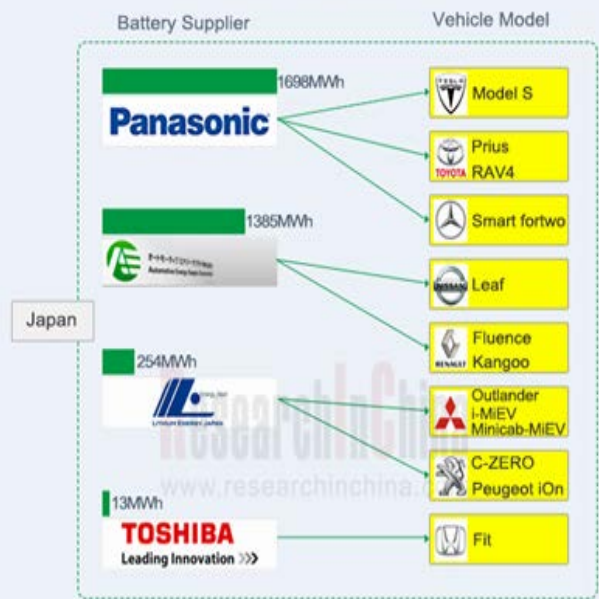 Battery Supplier
Vehicle Model
1698MWh
Panasonic
TESLA
Model S
TOYOTA
Prius
RAV4
Smart fortwo
1385MWh
Automotive Energy Supply
NISSAN
Leaf
Japan
RENAULT
Fluence
Kangoo
254MWh
LITHIUM ENERGY JAPAN
Outlander
i-MiEV
Minicab-MiEV
ResearchInChina
www.researchinchina.c
C-ZERO
Peugeot iOn
13MWh
TOSHIBA
Leading Innovation >>>
Fit